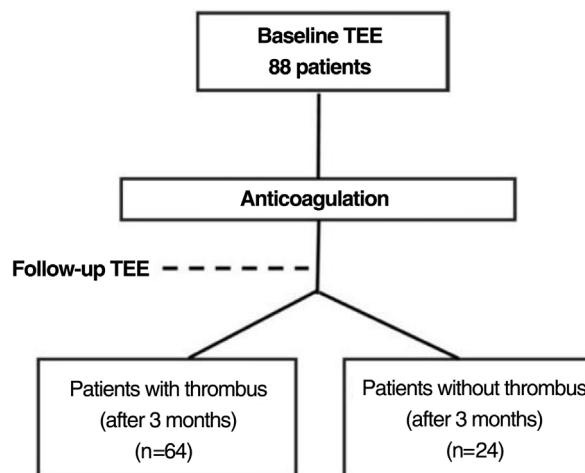 Baseline TEE
88 patients
Anticoagulation
Follow-up TEE
Patients with thrombus
(after 3 months)
(n=64)
Patients without thrombus
(after 3 months)
(n=24)